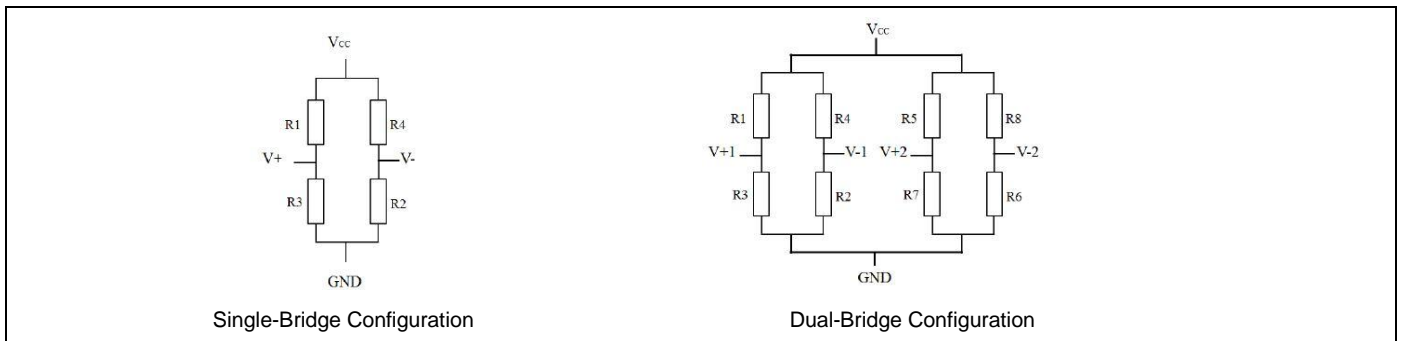 Vcc
R1
R4
V+
V-
R3
R2
GND
Single-Bridge Configuration
Vcc
R1
R4
R5
R8
V+1
V-1
V+2
V-2
R3
R2
R7
R6
GND
Dual-Bridge Configuration